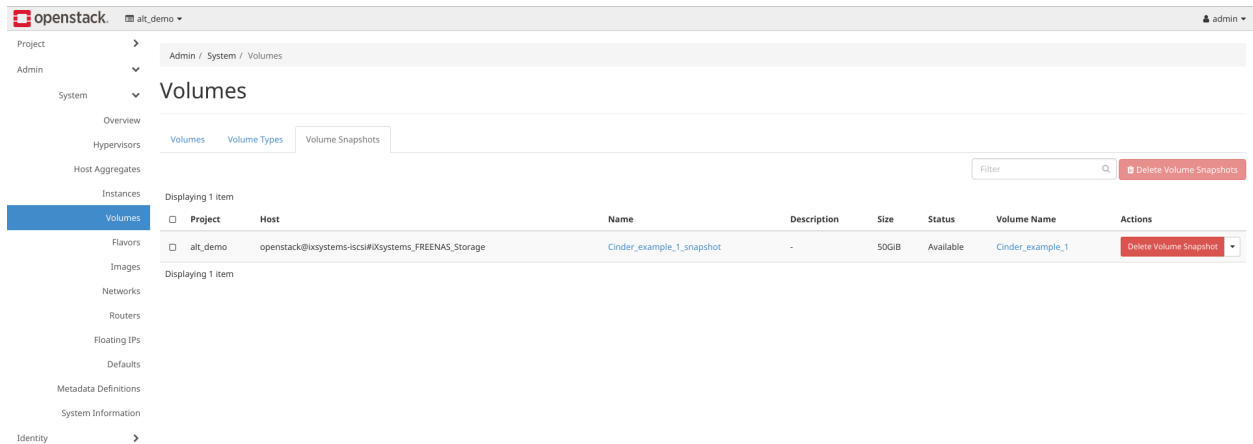 openstack. alt_demo admin
Project
Admin
System
Overview
Hypervisors
Host Aggregates
Instances
Volumes
Flavors
Images
Networks
Routers
Floating IPs
Defaults
Metadata Definitions
System Information
Identity
Admin / System / Volumes
Volumes
Volumes Volume Types Volume Snapshots
Filter Delete Volume Snapshots
Displaying 1 item
Project Host Name Description Size Status Volume Name Actions
alt_demo openstack@ixsystems-iscsi#iXsystems_FREENAS_Storage Cinder_example_1_snapshot - 50GiB Available Cinder_example_1 Delete Volume Snapshot
Displaying 1 item